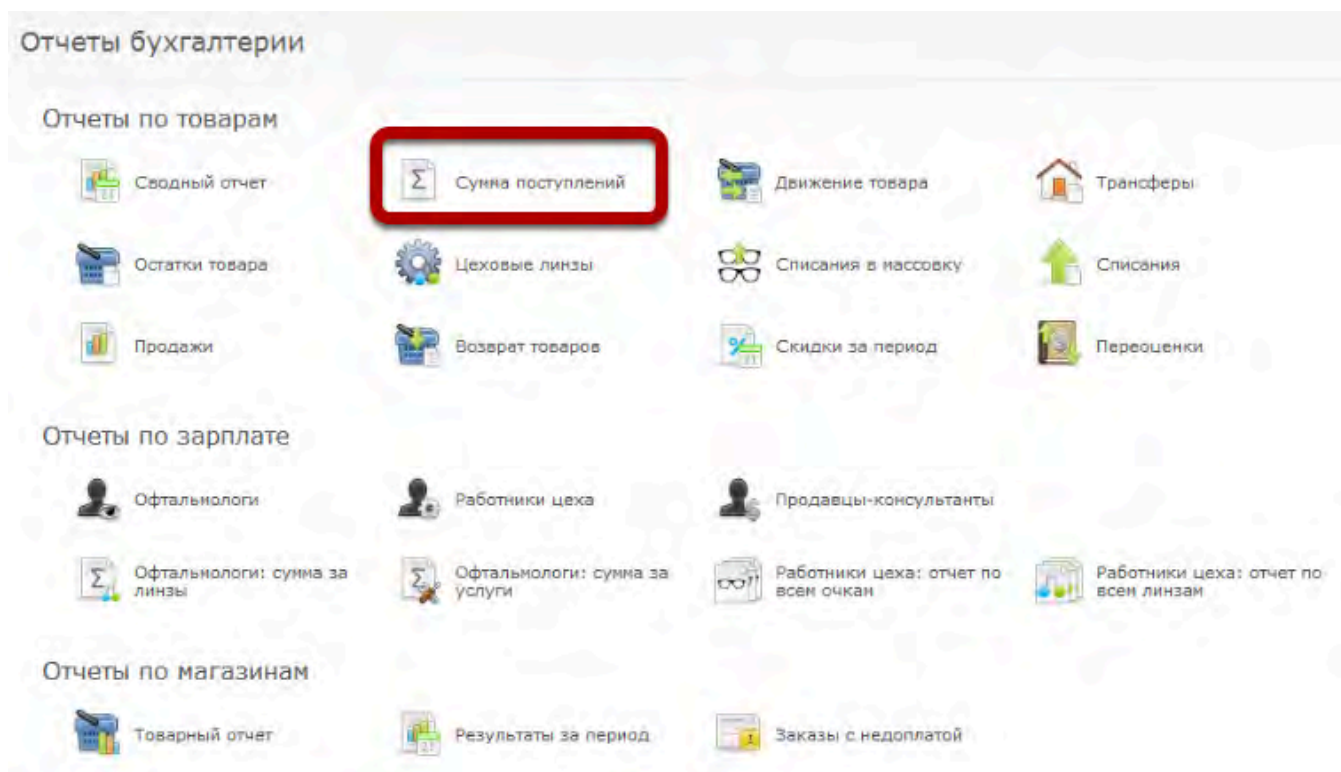 Отчеты бухгалтерии
Отчеты по товарам
Сводный отчет
Сумма поступлений
Движение товара
Трансферы
Остатки товара
Цеховые линзы
Списания в массовку
Списания
Продажи
Возврат товаров
Скидки за период
Переоценки
Отчеты по зарплате
Офтальмологи
Работники цеха
Продавцы-консультанты
Офтальмологи: сумма за
линзы
Офтальмологи: сумма за
услуги
Работники цеха: отчет по
всем очкам
Работники цеха: отчет по
всем линзам
Отчеты по магазинам
Товарный отчет
Результаты за период
Заказы с недоплатой